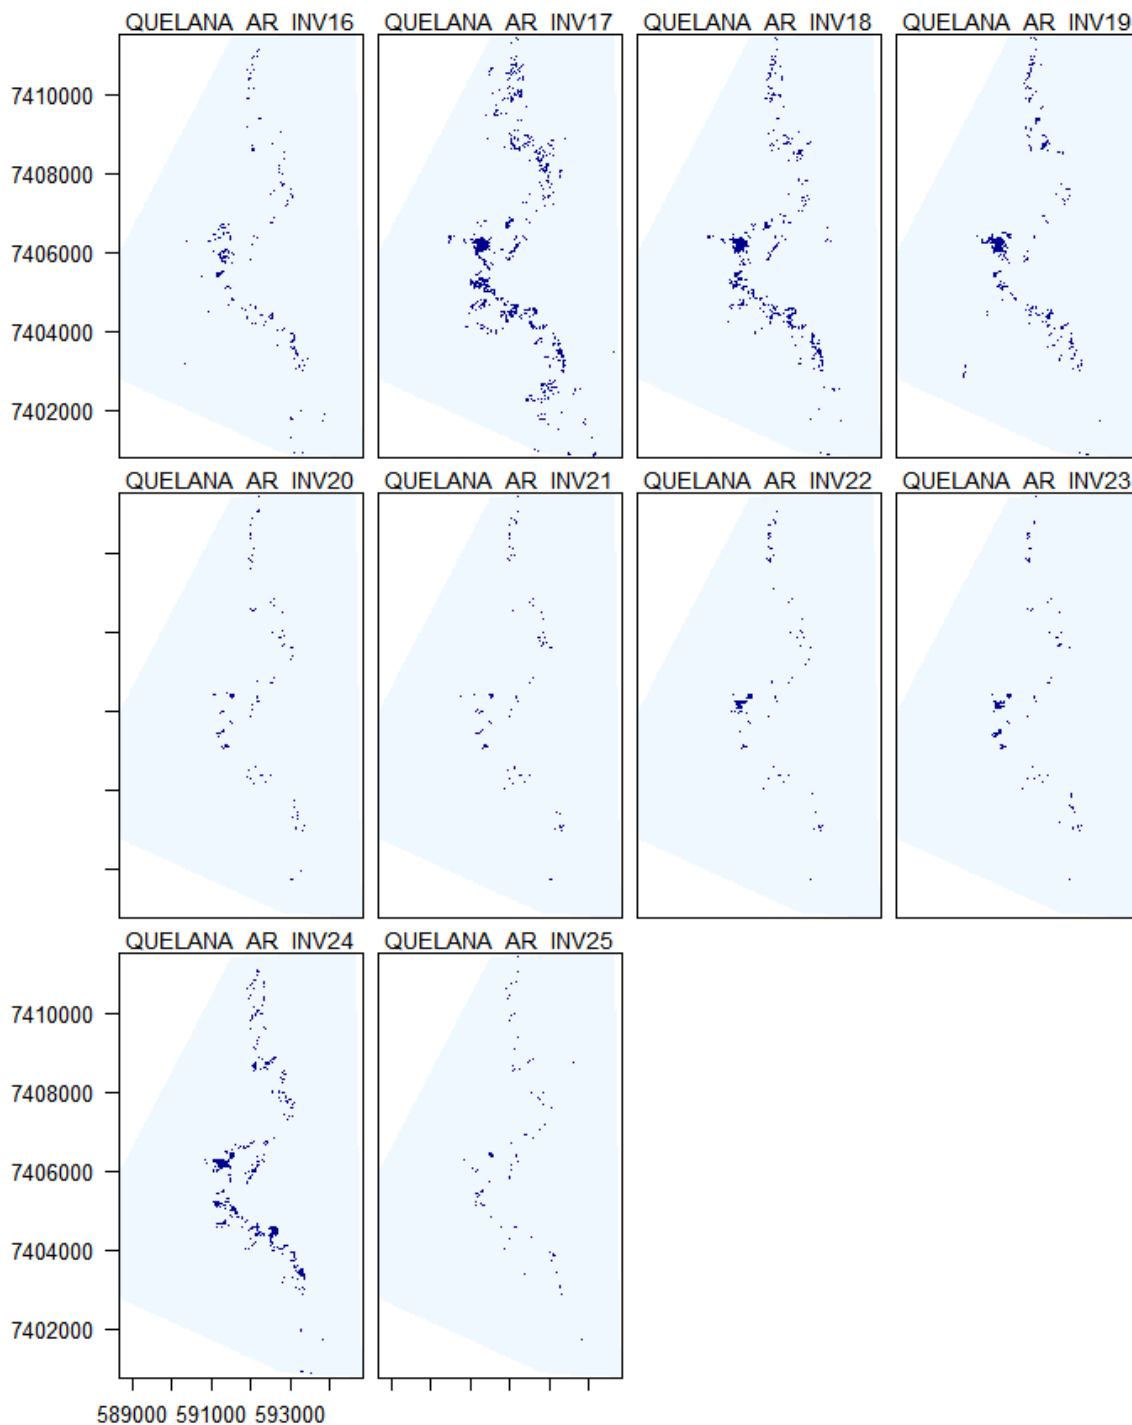 QUELANA AR INV16 QUELANA AR INV17 QUELANA AR INV18 QUELANA AR INV19
7410000
7408000
7406000
7404000
7402000
QUELANA AR INV20 QUELANA AR INV21 QUELANA AR INV22 QUELANA AR INV23
QUELANA AR INV24 QUELANA AR INV25
7410000
7408000
7406000
7404000
7402000
589000 591000 593000